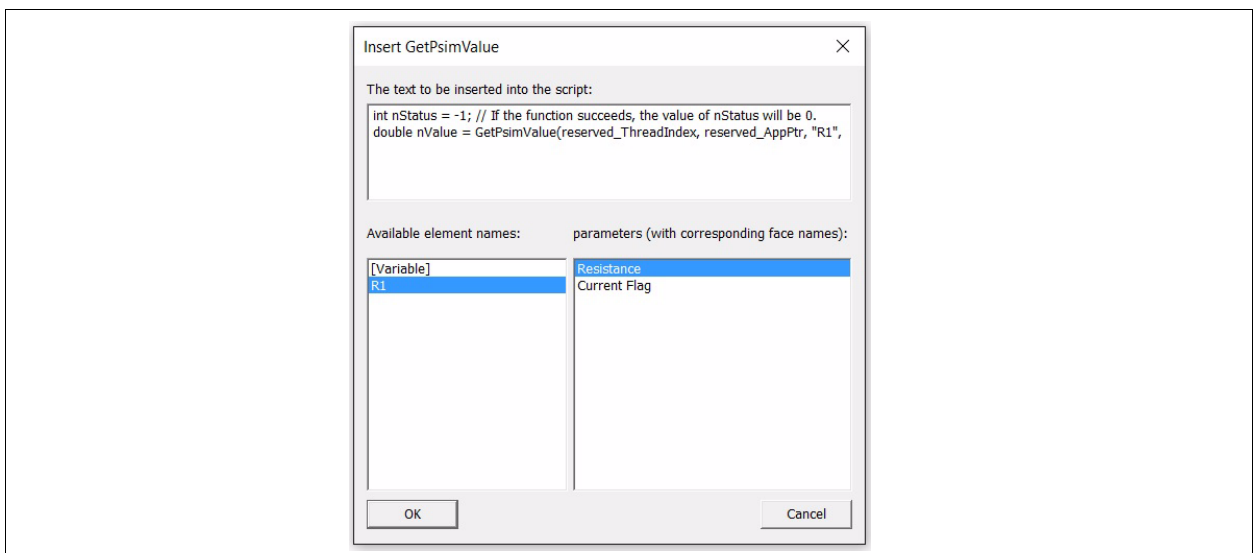 Insert GetPsimValue
The text to be inserted into the script:
int nStatus = -1; // If the function succeeds, the value of nStatus will be 0.
double nValue = GetPsimValue(reserved_ThreadIndex, reserved_AppPtr, "R1",
Available element names:
parameters (with corresponding face names):
[Variable]
R1
Resistance
Current Flag
OK
Cancel